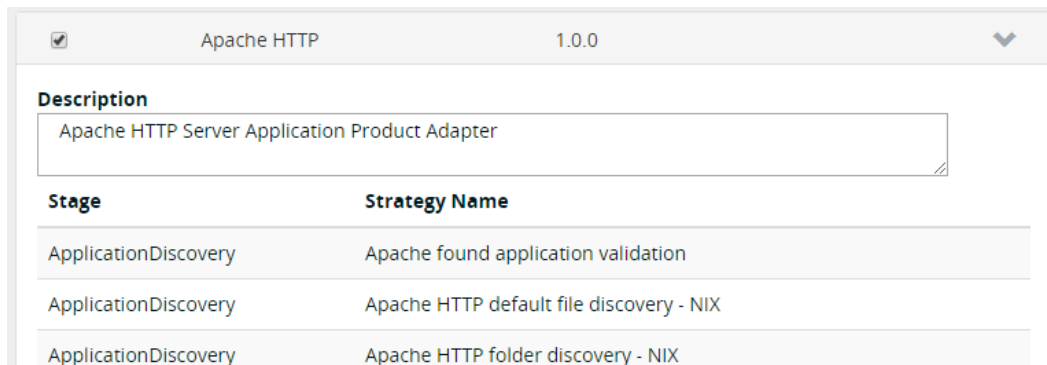 Apache HTTP 1.0.0
Description
Apache HTTP Server Application Product Adapter
Stage Strategy Name
ApplicationDiscovery Apache found application validation
ApplicationDiscovery Apache HTTP default file discovery - NIX
ApplicationDiscovery Apache HTTP folder discovery - NIX